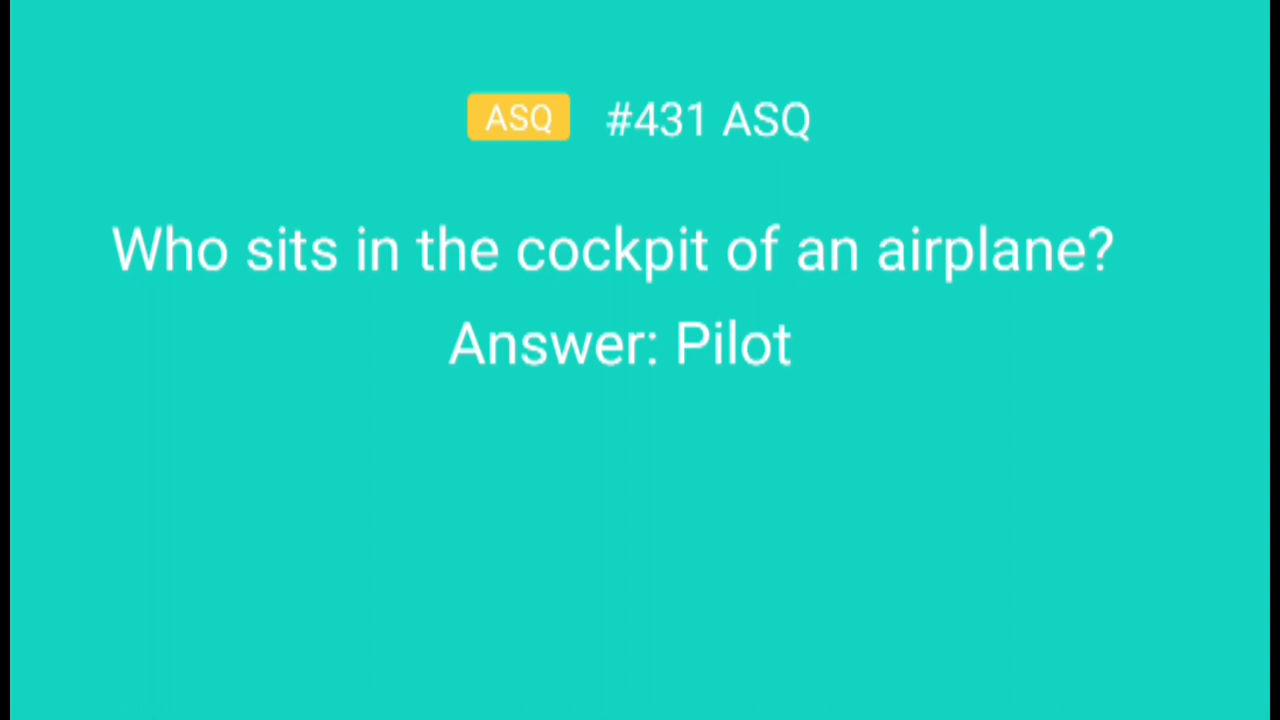 ASQ #431 ASQ
Who sits in the cockpit of an airplane?
Answer: Pilot